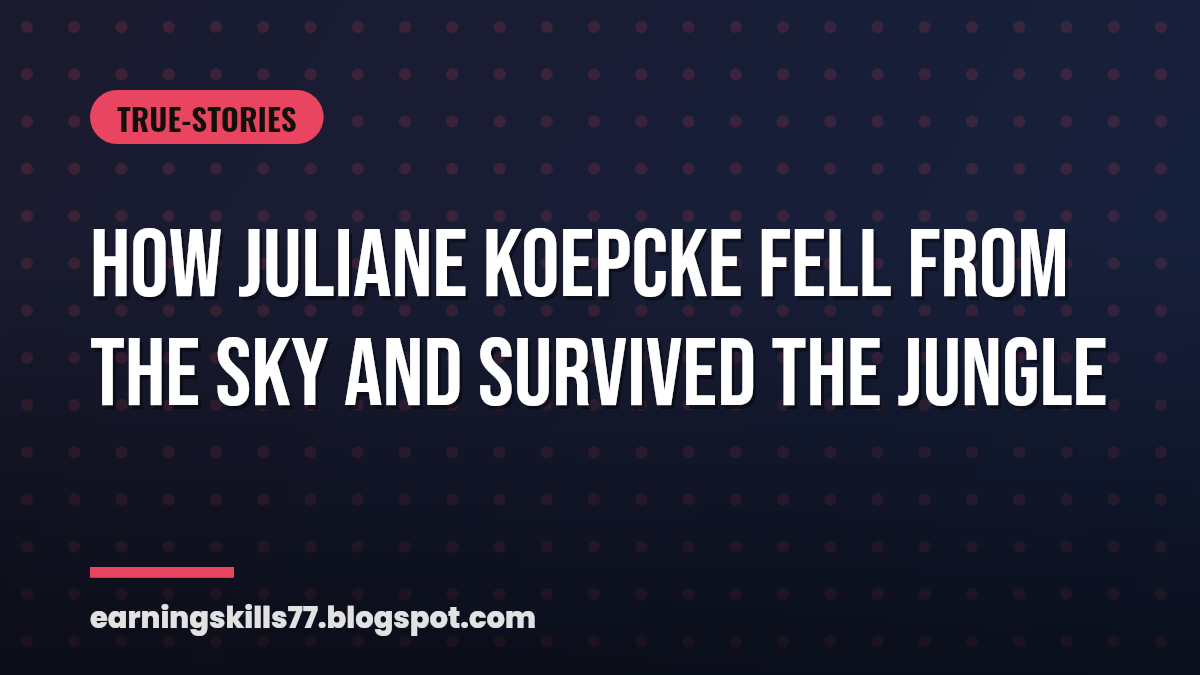 TRUE-STORIES
HOW JULIANE KOEPCKE FELL FROM
THE SKY AND SURVIVED THE JUNGLE
earningskills77.blogspot.com